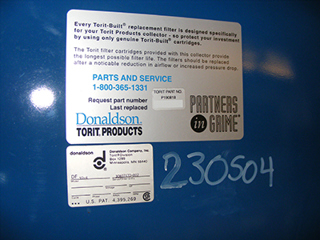 Every Torit-Built® replacement filter is designed specifically
for your Torit Products collector - so protect your investment
by using only genuine Torit-Built® cartridges.
The Torit filter cartridges provided with this collector provide
the longest possible filter life. The filters should be replaced
after a noticeable reduction in airflow or increased pressure drop.
PARTS AND SERVICE
1-800-365-1331
TORIT PART NO.
Request part number
Last replaced
PARTNERS
in
GRIME
Donaldson
TORIT PRODUCTS
donaldson
Donaldson Company, Inc.
Torit Division
Minneapolis, MN
U.S. PAT. 4,395,269
230504